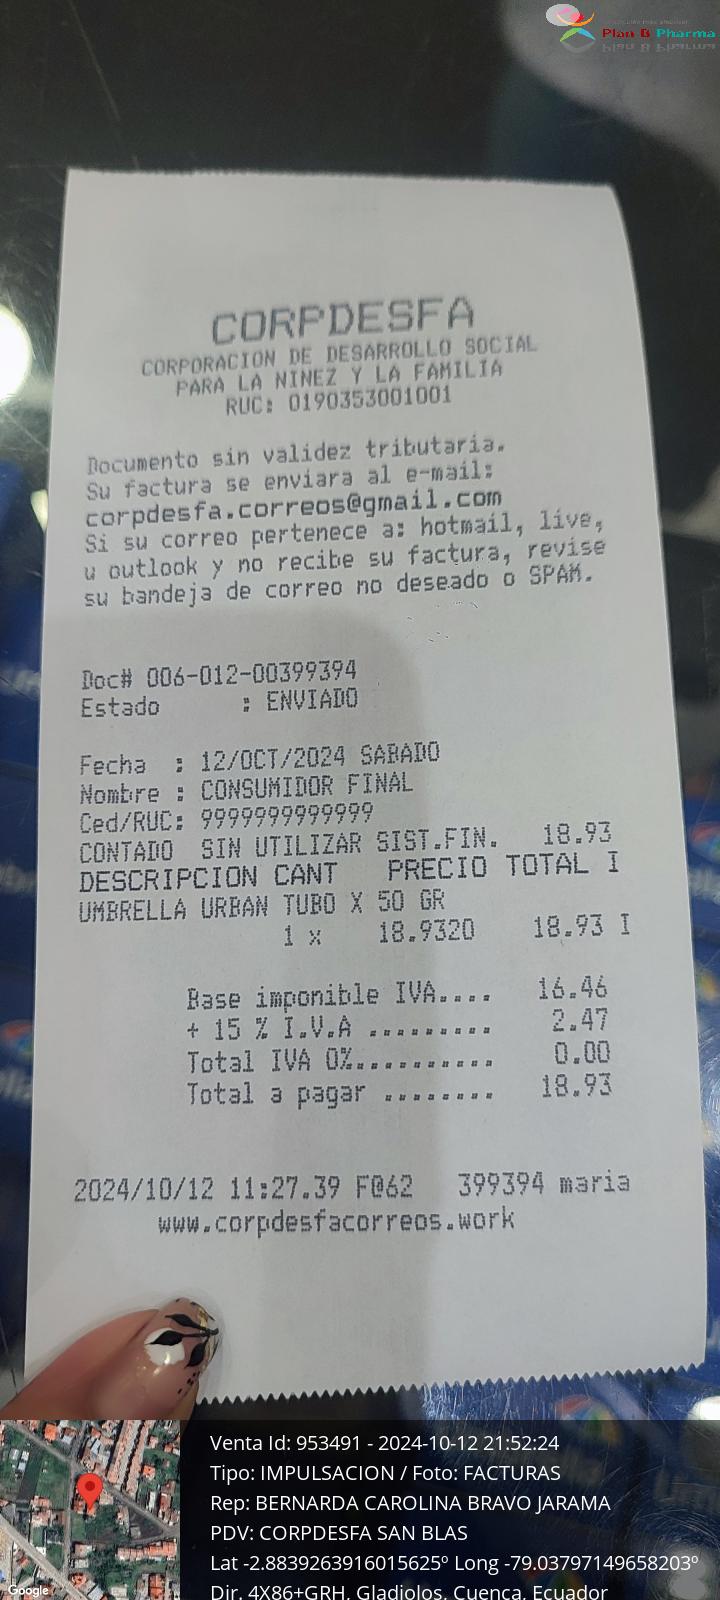 Plan B Pharma
CORPDESFA
CORPORACION DE DESARROLLO SOCIAL
PARA LA NINEZ Y LA FAMILIA
RUC: 0190353001001
Documento sin validez tributaria.
Su factura se enviara al e-mail:
corpdesfa.correos@gmail.com
Si su correo pertenece a: hotmail, live,
u outlook y no recibe su factura, revise
su bandeja de correo no deseado o SPAM.
Doc# 006-012-00399394
Estado : ENVIADO
Fecha : 12/OCT/2024 SABADO
Nombre : CONSUMIDOR FINAL
Ced/RUC: 9999999999999
CONTADO SIN UTILIZAR SIST.FIN. 18.93
DESCRIPCION CANT PRECIO TOTAL I
UMBRELLA URBAN TUBO X 50 GR
1 x 18.9320 18.93 I
Base imponible IVA.... 16.46
+ 15 % I.V.A ......... 2.47
Total IVA 0%........... 0.00
Total a pagar ........ 18.93
2024/10/12 11:27.39 F@62 399394 maria
www.corpdesfacorreos.work
Venta Id: 953491 - 2024-10-12 21:52:24
Tipo: IMPULSACION / Foto: FACTURAS
Rep: BERNARDA CAROLINA BRAVO JARAMA
PDV: CORPDESFA SAN BLAS
Lat -2.8839263916015625º Long -79.03797149658203º
Dir. 4X86+GRH, Gladiolos, Cuenca, Ecuador
Google